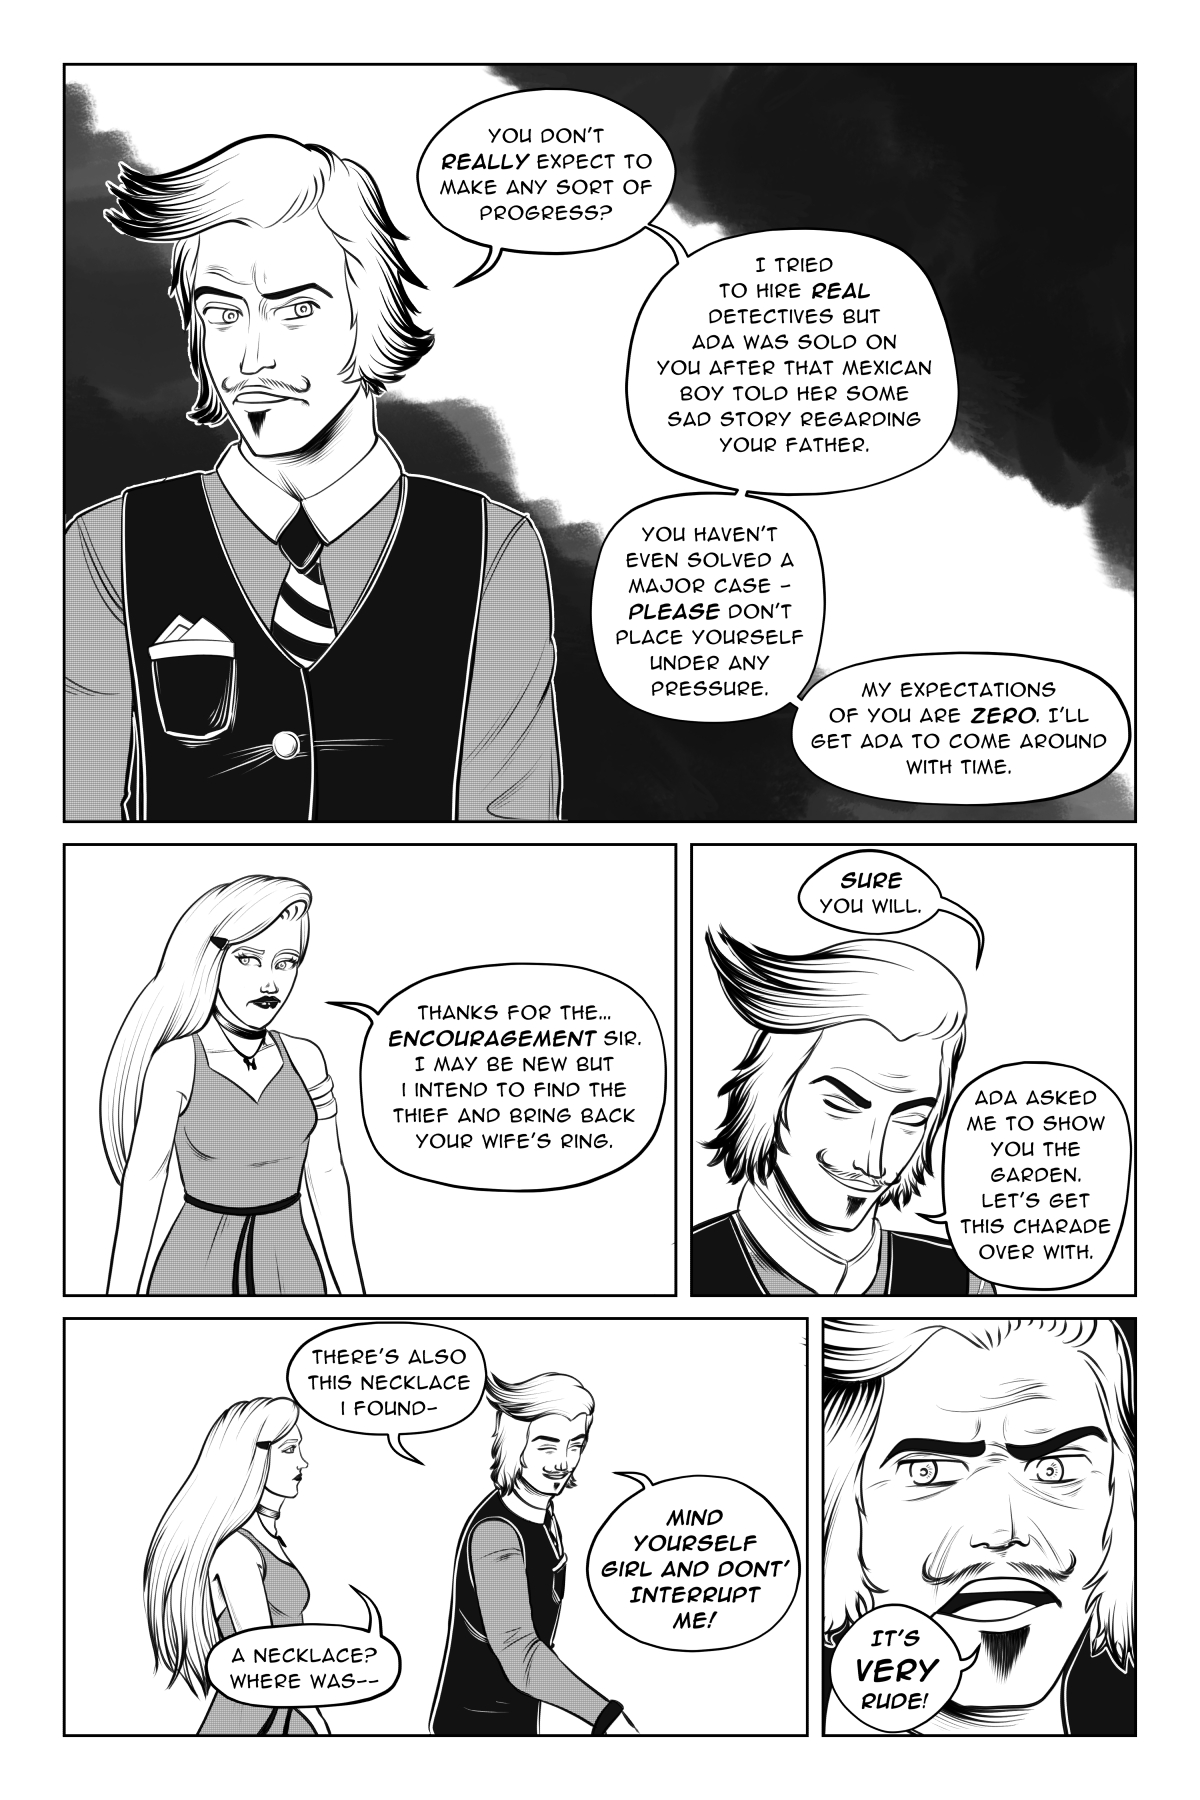 YOU DON'T
REALLY EXPECT TO
MAKE ANY SORT OF
PROGRESS?
I TRIED
TO HIRE REAL
DETECTIVES BUT
ADA WAS SOLD ON
YOU AFTER THAT MEXICAN
BOY TOLD HER SOME
SAD STORY REGARDING
YOUR FATHER.
YOU HAVEN'T
EVEN SOLVED A
MAJOR CASE -
PLEASE DON'T
PLACE YOURSELF
UNDER ANY
PRESSURE.
MY EXPECTATIONS
OF YOU ARE ZERO. I'LL
GET ADA TO COME AROUND
WITH TIME.
THANKS FOR THE...
ENCOURAGEMENT SIR.
I MAY BE NEW BUT
I INTEND TO FIND THE
THIEF AND BRING BACK
YOUR WIFE'S RING.
SURE
YOU WILL.
ADA ASKED
ME TO SHOW
YOU THE
GARDEN.
LET'S GET
THIS CHARADE
OVER WITH.
THERE'S ALSO
THIS NECKLACE
I FOUND-
MIND
YOURSELF
GIRL AND DONT'
INTERRUPT
ME!
A NECKLACE?
WHERE WAS--
IT'S
VERY
RUDE!